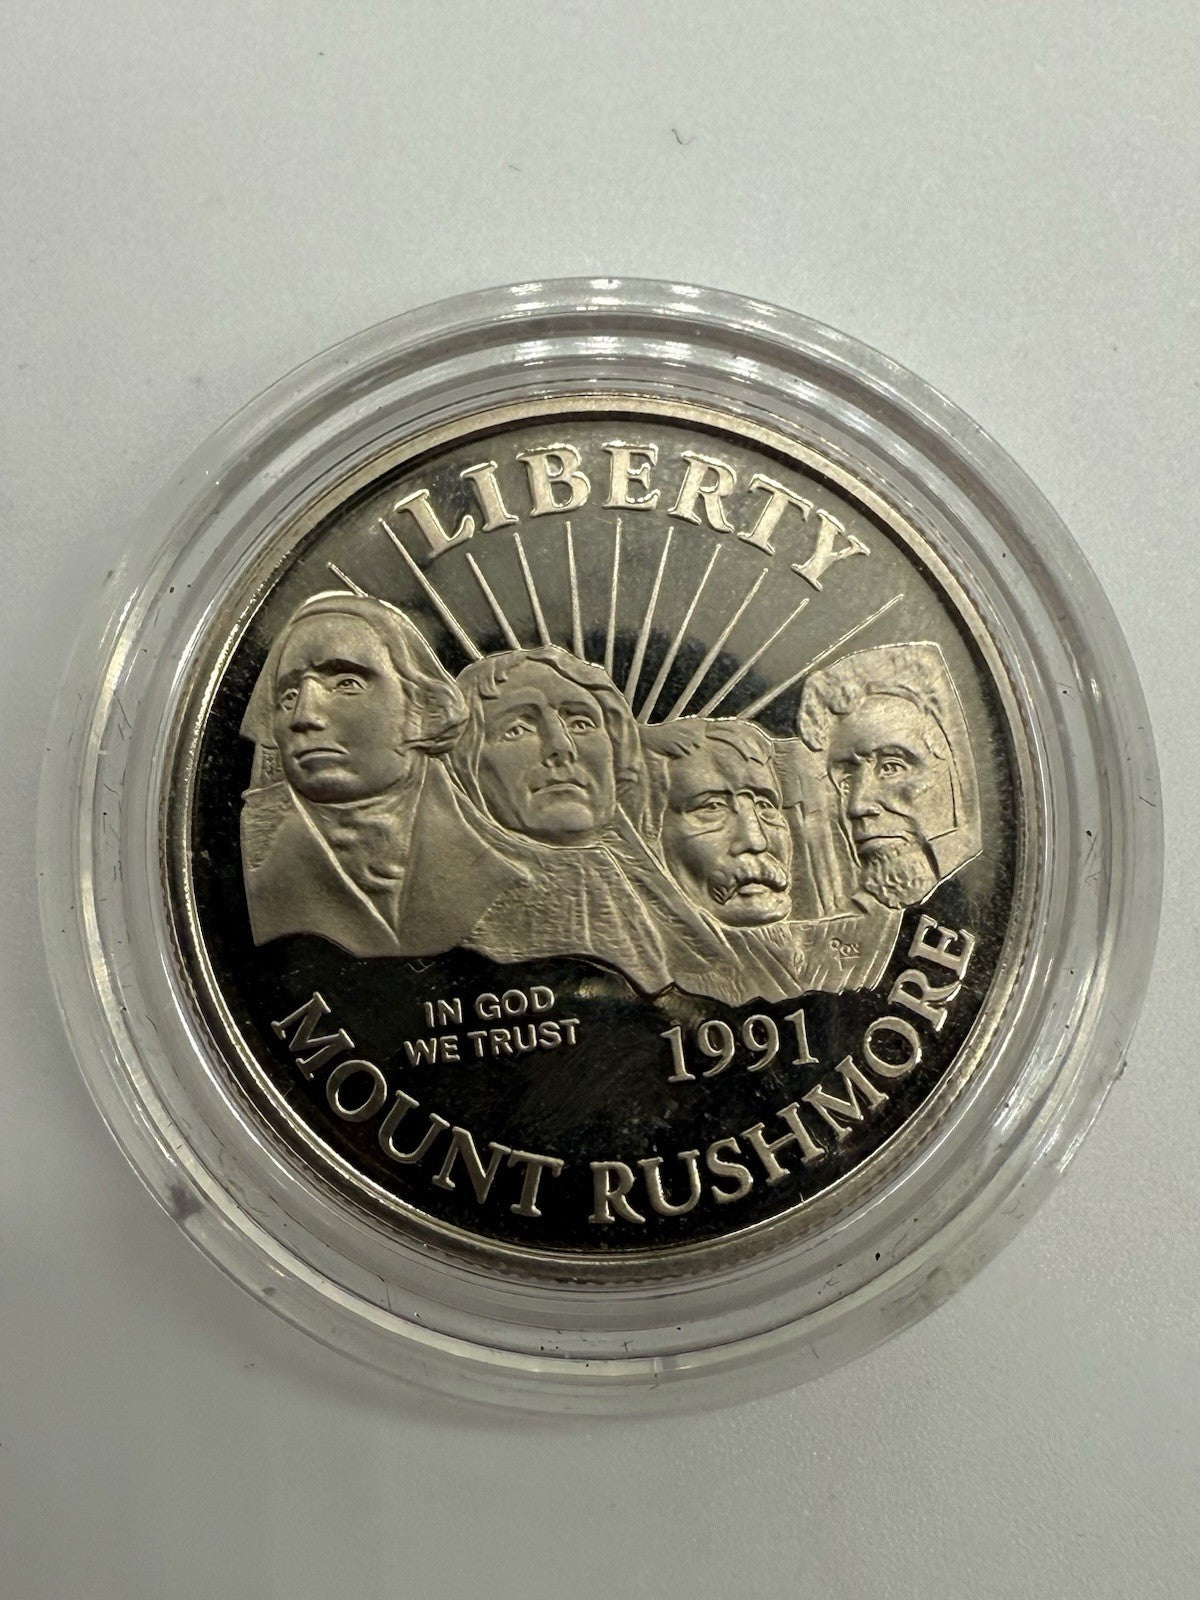 LIBERTY
IN GOD
WE TRUST
1991
MOUNT RUSHMORE